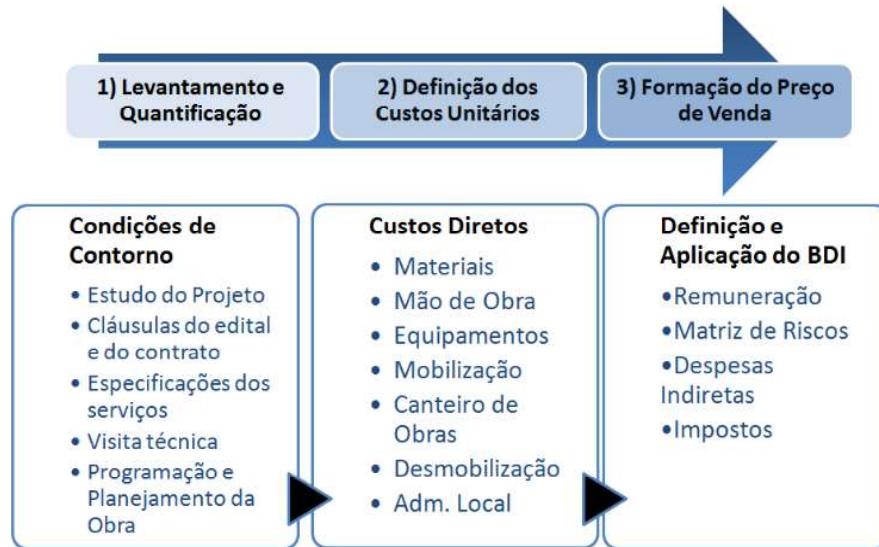 1) Levantamento e
Quantificação
2) Definição dos
Custos Unitários
3) Formação do Preço
de Venda
Condições de
Contorno
• Estudo do Projeto
• Cláusulas do edital
e do contrato
• Especificações dos
serviços
• Visita técnica
• Programação e
Planejamento da
Obra
Custos Diretos
• Materiais
• Mão de Obra
• Equipamentos
• Mobilização
• Canteiro de
Obras
• Desmobilização
• Adm. Local
Definição e
Aplicação do BDI
•Remuneração
•Matriz de Riscos
•Despesas
Indiretas
•Impostos